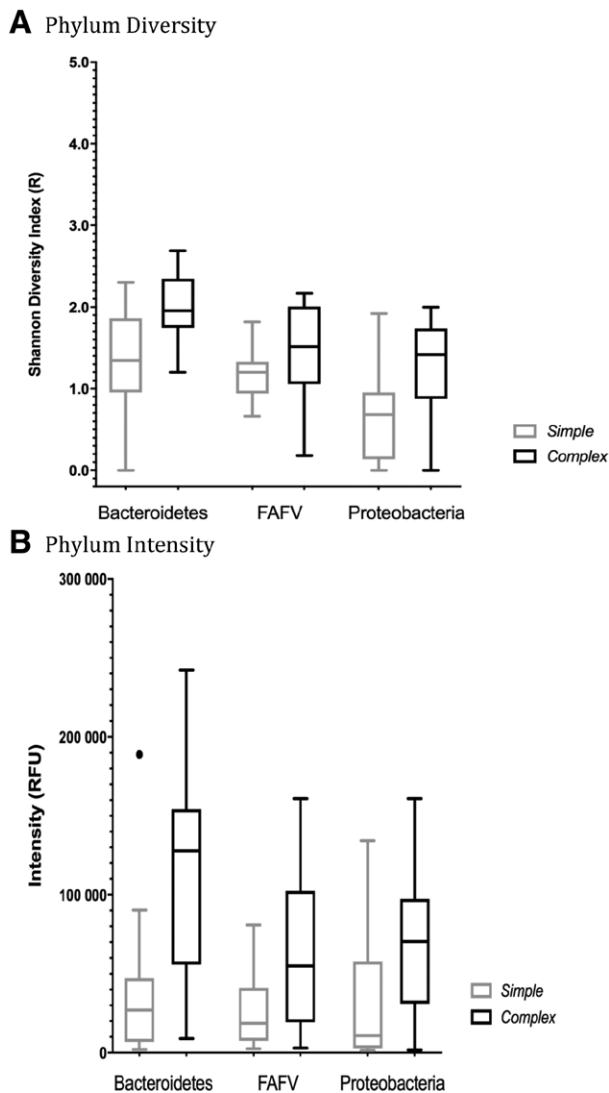 A Phylum Diversity
5.0
4.0
3.0
2.0
1.0
0.0
Shannon Diversity Index (R)
Bacteroidetes FAFV Proteobacteria
Simple
Complex
B Phylum Intensity
300 000
200 000
100 000
0
Intensity (RFU)
Bacteroidetes FAFV Proteobacteria
Simple
Complex